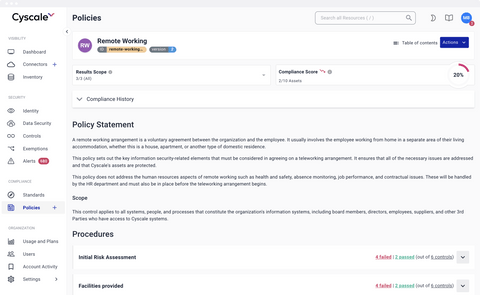 Cyscale
Policies
Search all Resources ( / )
MB
VISIBILITY
Dashboard
Connectors +
Inventory
SECURITY
Identity
Data Security
Controls
Exemptions
Alerts
COMPLIANCE
Standards
Policies +
ORGANIZATION
Usage and Plans
Users
Account Activity
Settings
RW
Remote Working
ID remote-working...
version 2
Table of contents
Actions
Results Scope
5/3 (All)
Compliance Score
2/10 Assets
20%
Compliance History
Policy Statement
A remote working arrangement is a voluntary agreement between the organization and the employee. It usually involves the employee working from home in a separate area of their living
accommodation, whether this is a house, apartment, or another type of domestic residence.
This policy sets out the key information security-related elements that must be considered in agreeing on a teleworking arrangement. It ensures that all of the necessary issues are addressed
and that Cyscale's assets are protected.
This policy does not address the human resources aspects of remote working such as health and safety, absence monitoring, job performance, and contractual issues. These will be handled
by the HR department and must also be in place before the teleworking arrangement begins.
Scope
This control applies to all systems, people, and processes that constitute the organization's information systems, including board members, directors, employees, suppliers, and other 3rd
Parties who have access to Cyscale systems.
Procedures
Initial Risk Assessment
4 failed | 2 passed (out of 6 controls)
Facilities provided
4 failed | 2 passed (out of 6 controls)